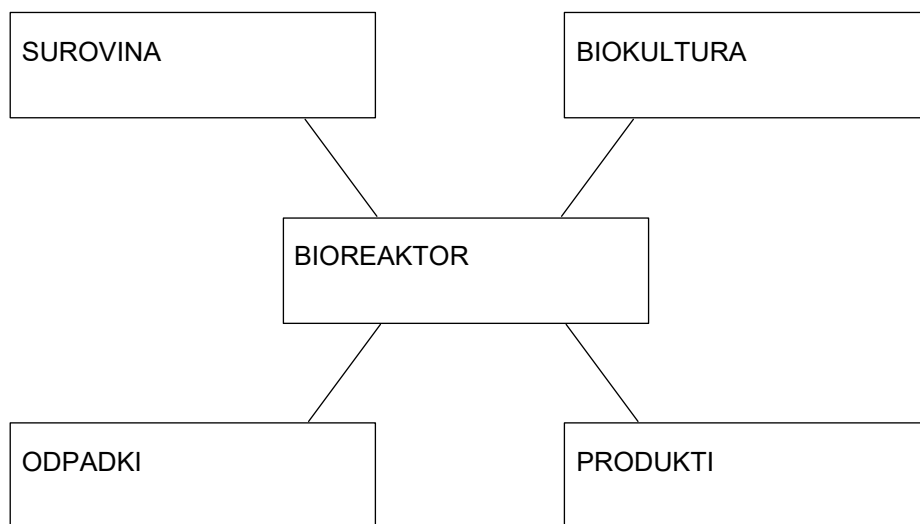 SUROVINA
BIOKULTURA
BIOREAKTOR
ODPADKI
PRODUKTI